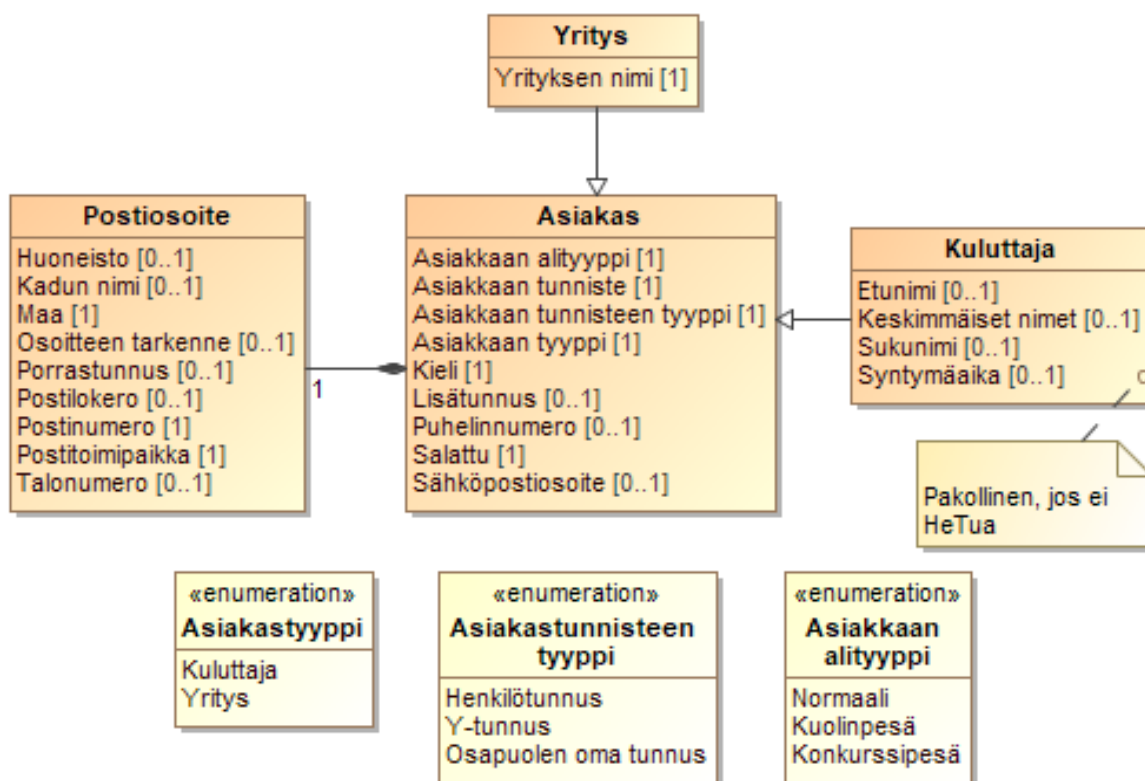 Yritys
Yrityksen nimi [1]
Postiosoite
Huoneisto [0..1]
Kadun nimi [0..1]
Maa [1]
Osoitteen tarkenne [0..1]
Porrastunnus [0..1]
Postilokero [0..1]
Postinumero [1]
Postitoimipaikka [1]
Talonumero [0..1]
1
Asiakas
Asiakkaan alityyppi [1]
Asiakkaan tunniste [1]
Asiakkaan tunnisteen tyyppi [1]
Asiakkaan tyyppi [1]
Kieli [1]
Lisätunnus [0..1]
Puhelinnumero [0..1]
Salattu [1]
Sähköpostiosoite [0..1]
Kuluttaja
Etunimi [0..1]
Keskimmäiset nimet [0..1]
Sukunimi [0..1]
Syntymäaika [0..1]
Pakollinen, jos ei
HeTua
«enumeration»
Asiakastyyppi
Kuluttaja
Yritys
«enumeration»
Asiakastunnisteen
tyyppi
Henkilötunnus
Y-tunnus
Osapuolen oma tunnus
«enumeration»
Asiakkaan
alityyppi
Normaali
Kuolinpesä
Konkurssipesä